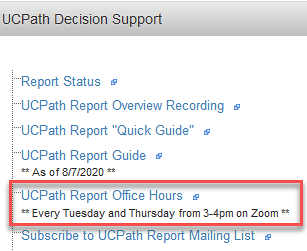 UCPath Decision Support
Report Status
UCPath Report Overview Recording
UCPath Report "Quick Guide"
UCPath Report Guide
** As of 8/7/2020 **
UCPath Report Office Hours
** Every Tuesday and Thursday from 3-4pm on Zoom **
Subscribe to UCPath Report Mailing List